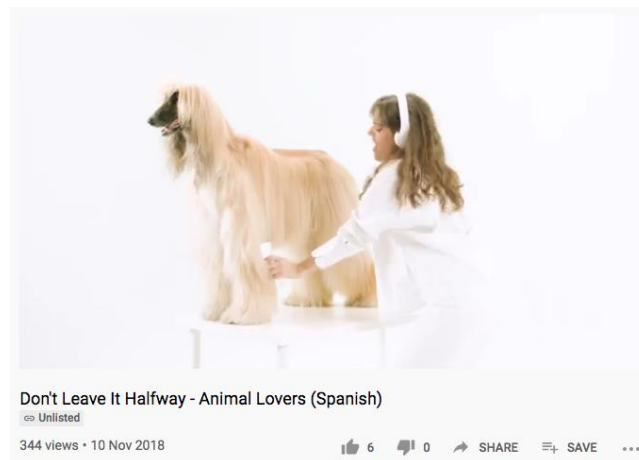 Don't Leave It Halfway - Animal Lovers (Spanish)
Unlisted
344 views • 10 Nov 2018 6 0 SHARE SAVE